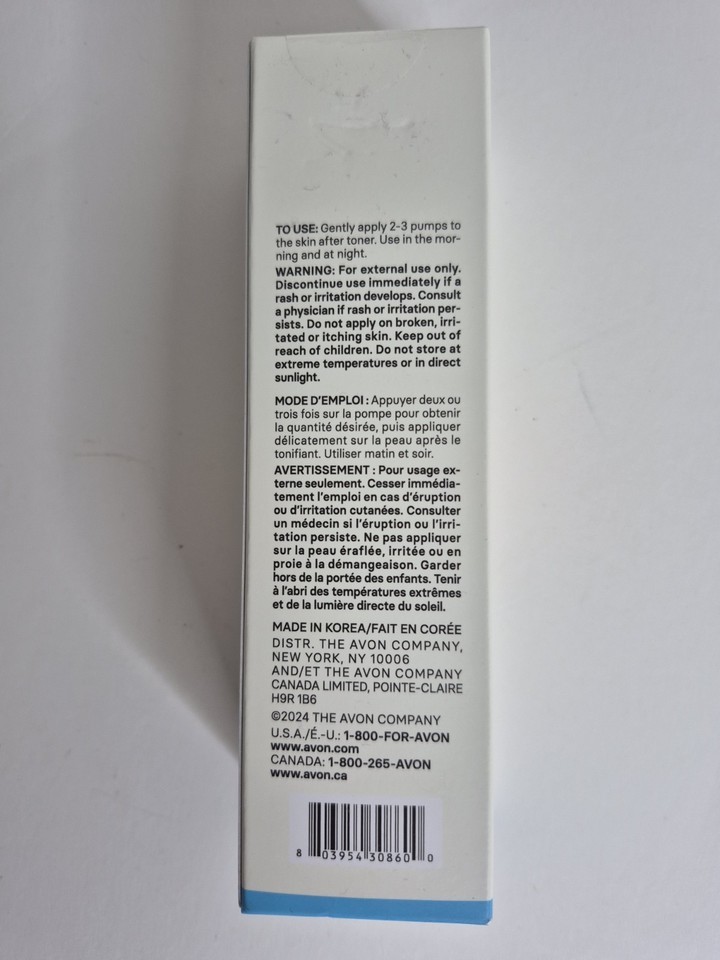 TO USE: Gently apply 2-3 pumps to
the skin after toner. Use in the mor-
ning and at night.
WARNING: For external use only.
Discontinue use immediately if a
rash or irritation develops. Consult
a physician if rash or irritation per-
sists. Do not apply on broken, irri-
tated or itching skin. Keep out of
reach of children. Do not store at
extreme temperatures or in direct
sunlight.
MODE D'EMPLOI : Appuyer deux ou
trois fois sur la pompe pour obtenir
la quantité désirée, puis appliquer
délicatement sur la peau après le
tonifiant. Utiliser matin et soir.
AVERTISSEMENT : Pour usage ex-
terne seulement. Cesser immédia-
tement l'emploi en cas d'éruption
ou d'irritation cutanées. Consulter
un médecin si l'éruption ou l'irri-
tation persiste. Ne pas appliquer
sur la peau éraflée, irritée ou en
proie à la démangeaison. Garder
hors de la portée des enfants. Tenir
à l'abri des températures extrêmes
et de la lumière directe du soleil.
MADE IN KOREA/FAIT EN CORÉE
DISTR. THE AVON COMPANY,
NEW YORK, NY 10006
AND/ET THE AVON COMPANY
CANADA LIMITED, POINTE-CLAIRE
H9R 1B6
©2024 THE AVON COMPANY
U.S.A./É.-U.: 1-800-FOR-AVON
www.avon.com
CANADA: 1-800-265-AVON
www.avon.ca
8 03954 30860 0